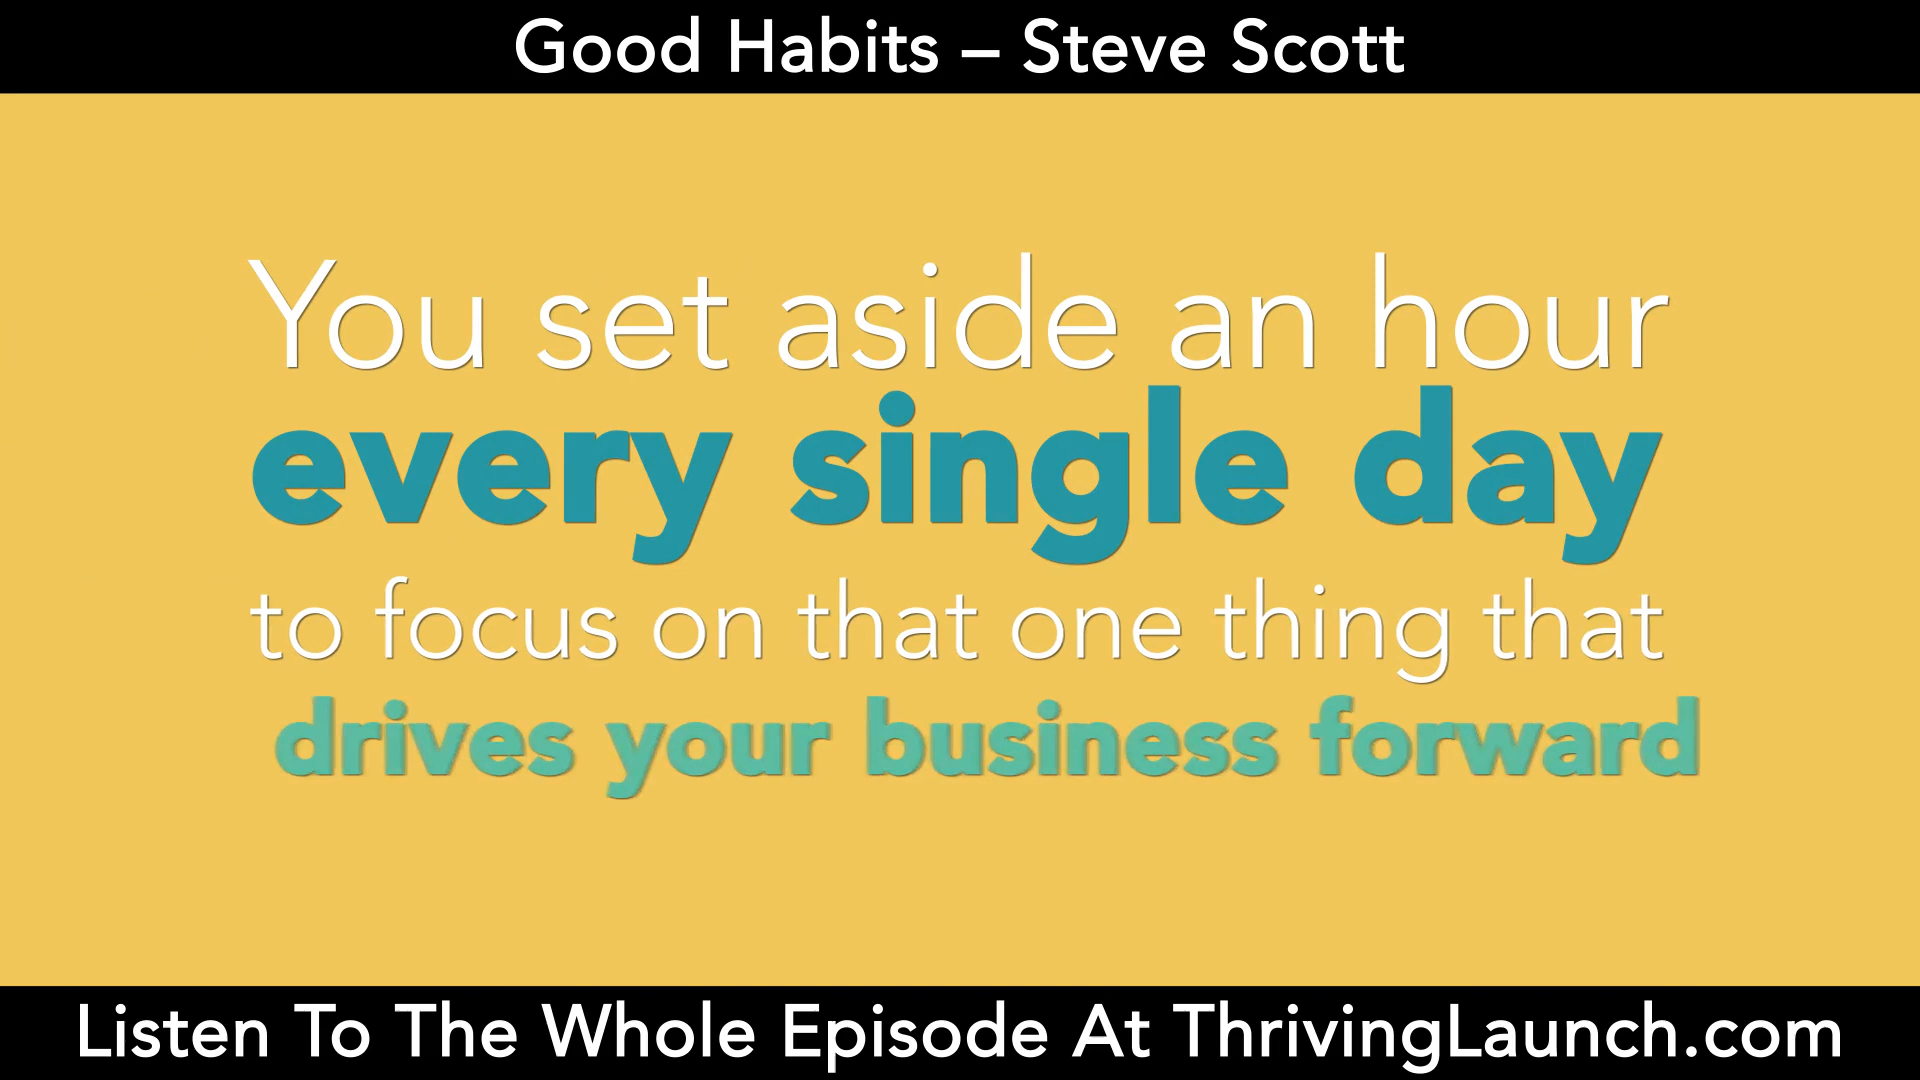 Good Habits – Steve Scott
You set aside an hour
every single day
to focus on that one thing that
drives your business forward
Listen To The Whole Episode At ThrivingLaunch.com